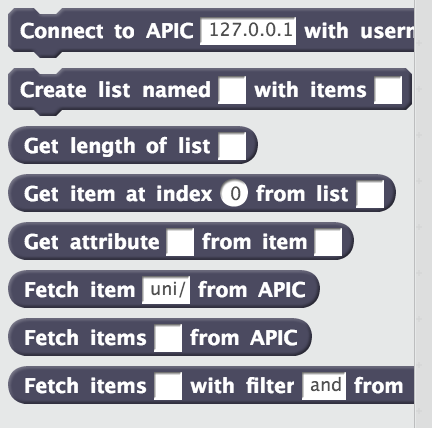 Connect to APIC 127.0.0.1 with usern
Create list named with items
Get length of list
Get item at index 0 from list
Get attribute from item
Fetch item uni/ from APIC
Fetch items from APIC
Fetch items with filter and from